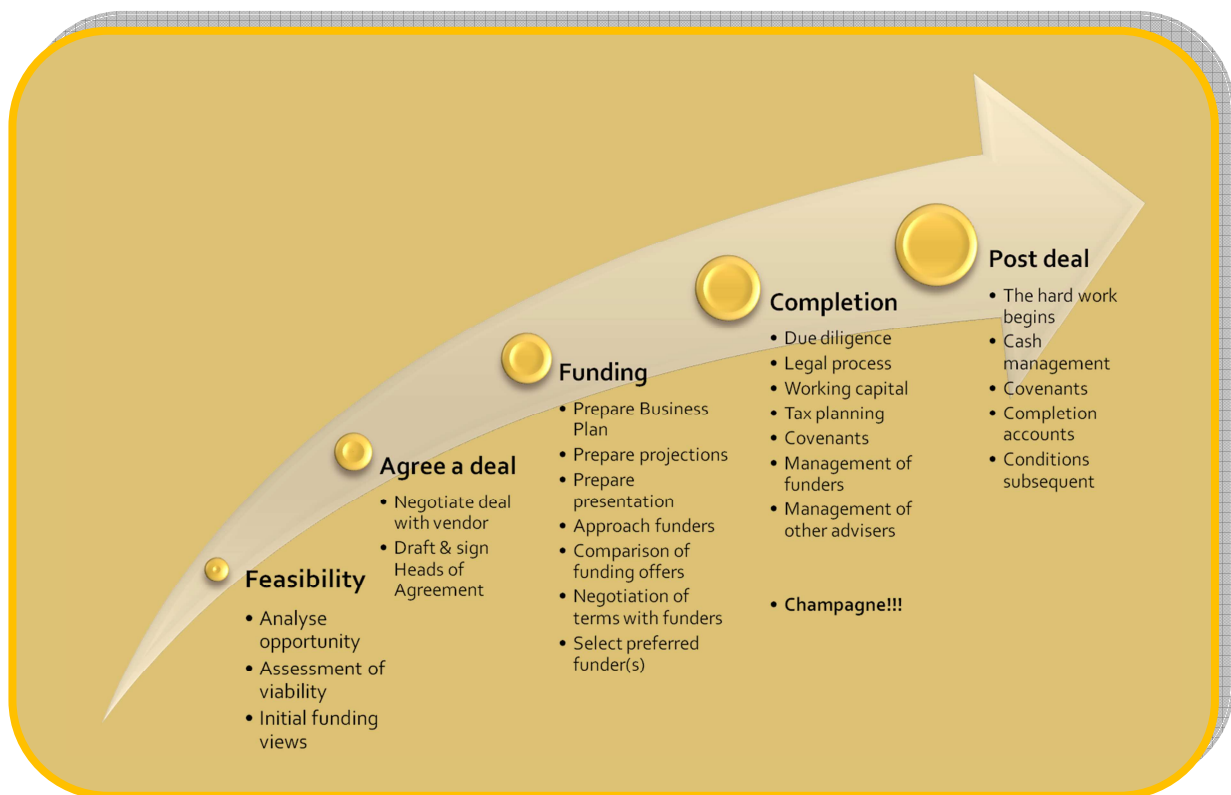 Feasibility
• Analyse
opportunity
• Assessment of
viability
• Initial funding
views
Agree a deal
• Negotiate deal
with vendor
• Draft & sign
Heads of
Agreement
Funding
• Prepare Business
Plan
• Prepare projections
• Prepare
presentation
• Approach funders
• Comparison of
funding offers
• Negotiation of
terms with funders
• Select preferred
funder(s)
Completion
• Due diligence
• Legal process
• Working capital
• Tax planning
• Covenants
• Management of
funders
• Management of
other advisers
• Champagne!!!
Post deal
• The hard work
begins
• Cash
management
• Covenants
• Completion
accounts
• Conditions
subsequent